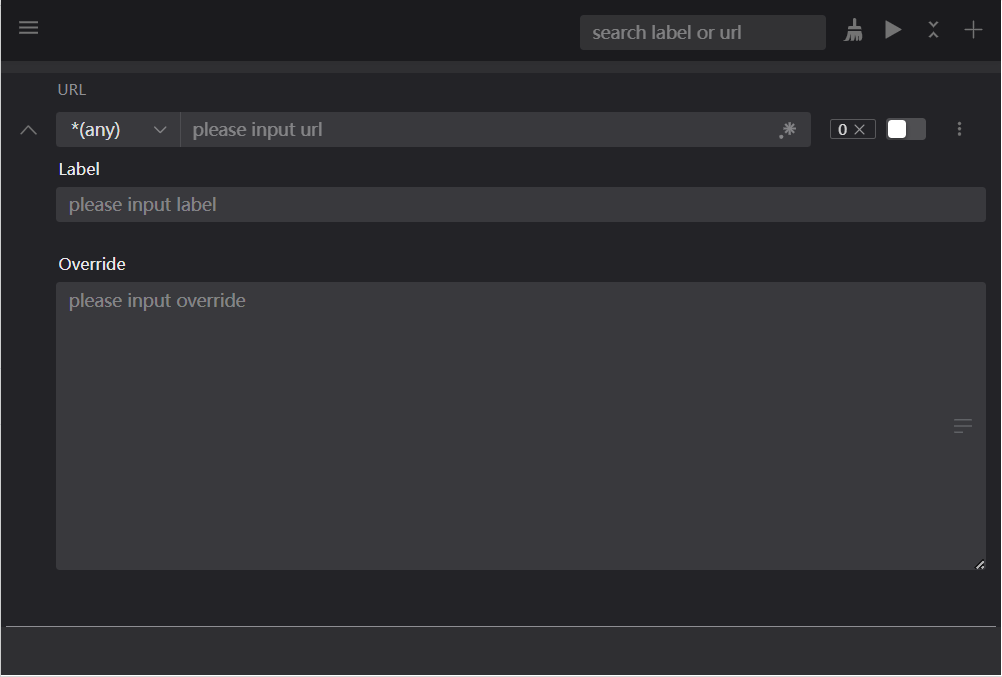 search label or url
URL
*(any)
please input url
.*
0
Label
please input label
Override
please input override